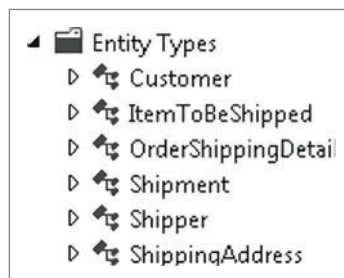 Entity Types
Customer
ItemToBeShipped
OrderShippingDetail
Shipment
Shipper
ShippingAddress